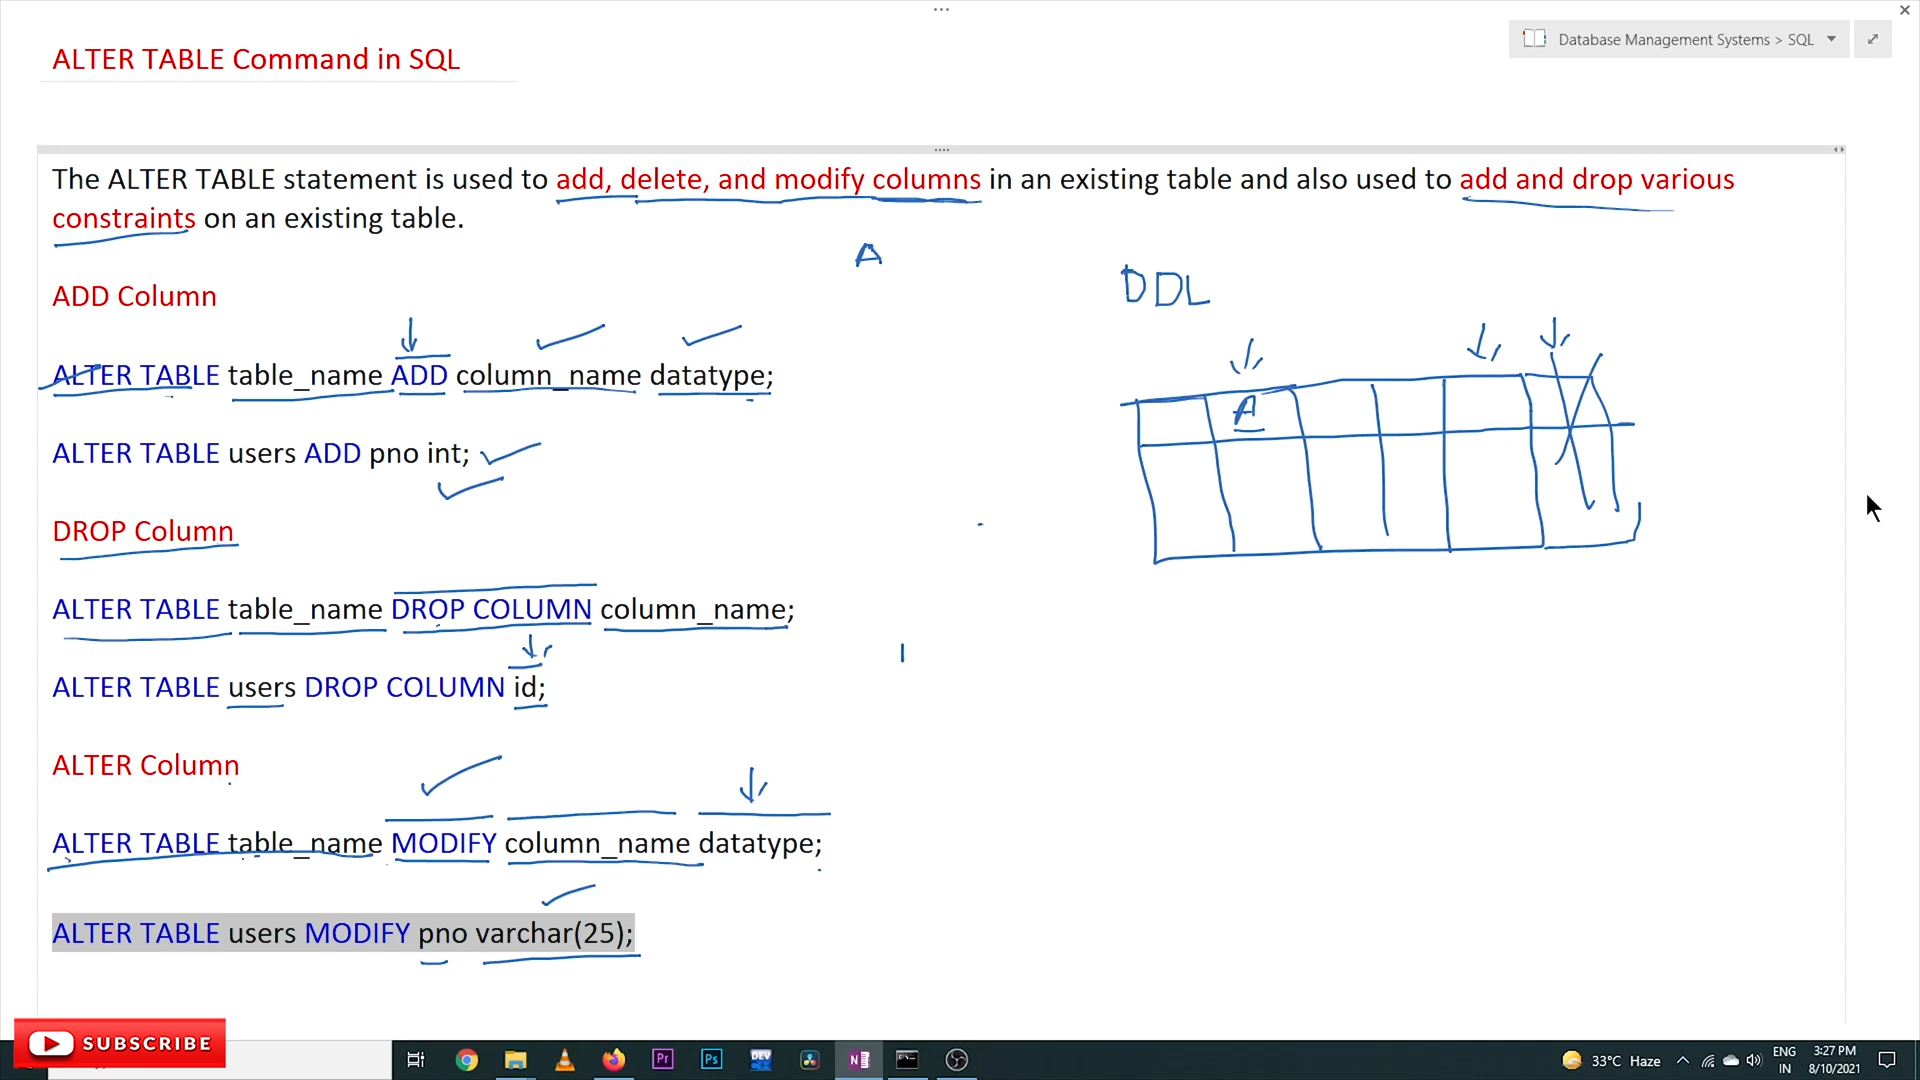 ALTER TABLE Command in SQL
Database Management Systems > SQL
The ALTER TABLE statement is used to add, delete, and modify columns in an existing table and also used to add and drop various
constraints on an existing table.
A
DDL
ADD Column
ALTER TABLE table_name ADD column_name datatype;
A
ALTER TABLE users ADD pno int;
DROP Column
ALTER TABLE table_name DROP COLUMN column_name;
ALTER TABLE users DROP COLUMN id;
ALTER Column
ALTER TABLE table_name MODIFY column_name datatype;
ALTER TABLE users MODIFY pno varchar(25);
SUBSCRIBE
Pr
Ps
DEV
N
33°C Haze
ENG
IN
3:27 PM
8/10/2021